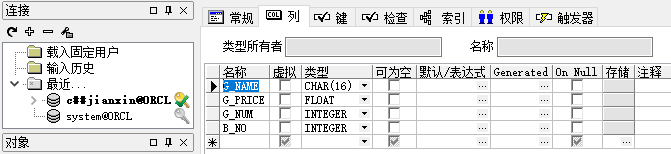 连接
载入固定用户
输入历史
最近...
c##jianxin@ORCL
system@ORCL
对象
常规 COL 列 键 检查 索引 权限 触发器
类型所有者 名称
名称 虚拟 类型 可为空 默认/表达式 Generated On Null 存储 注释
G_NAME CHAR(16) ... ...
G_PRICE FLOAT ... ...
G_NUM INTEGER ... ...
B_NO INTEGER ... ...
* ... ...